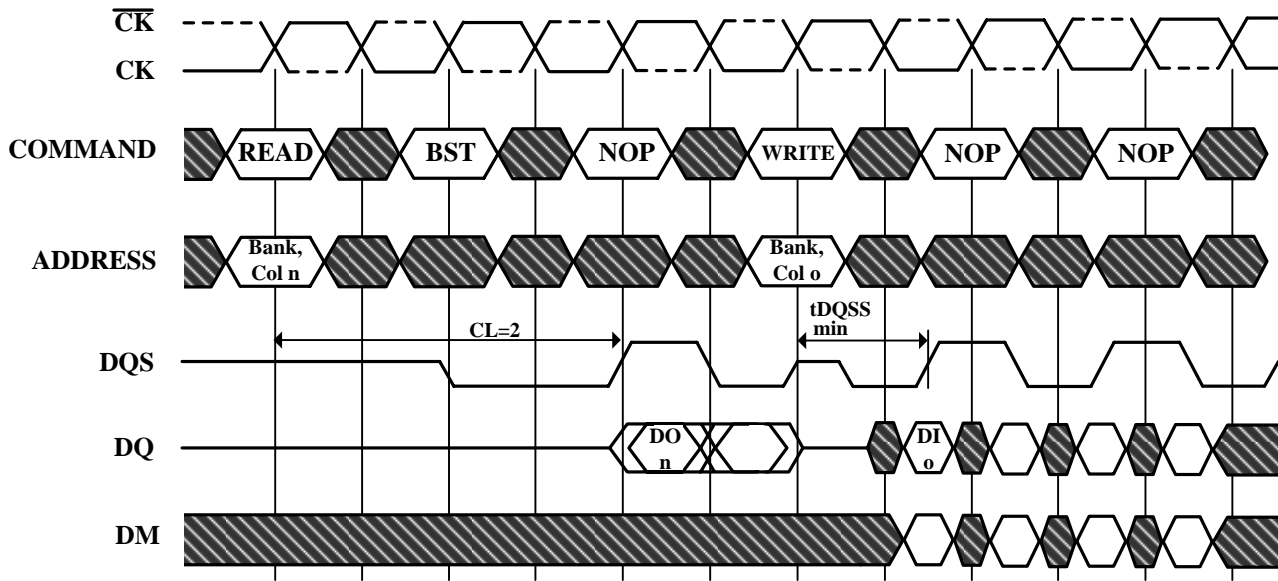 CK
CK
COMMAND
READ
BST
NOP
WRITE
NOP
NOP
ADDRESS
Bank,
Col n
Bank,
Col o
DQS
CL=2
tDQSS
min
DQ
DO
n
DI
o
DM